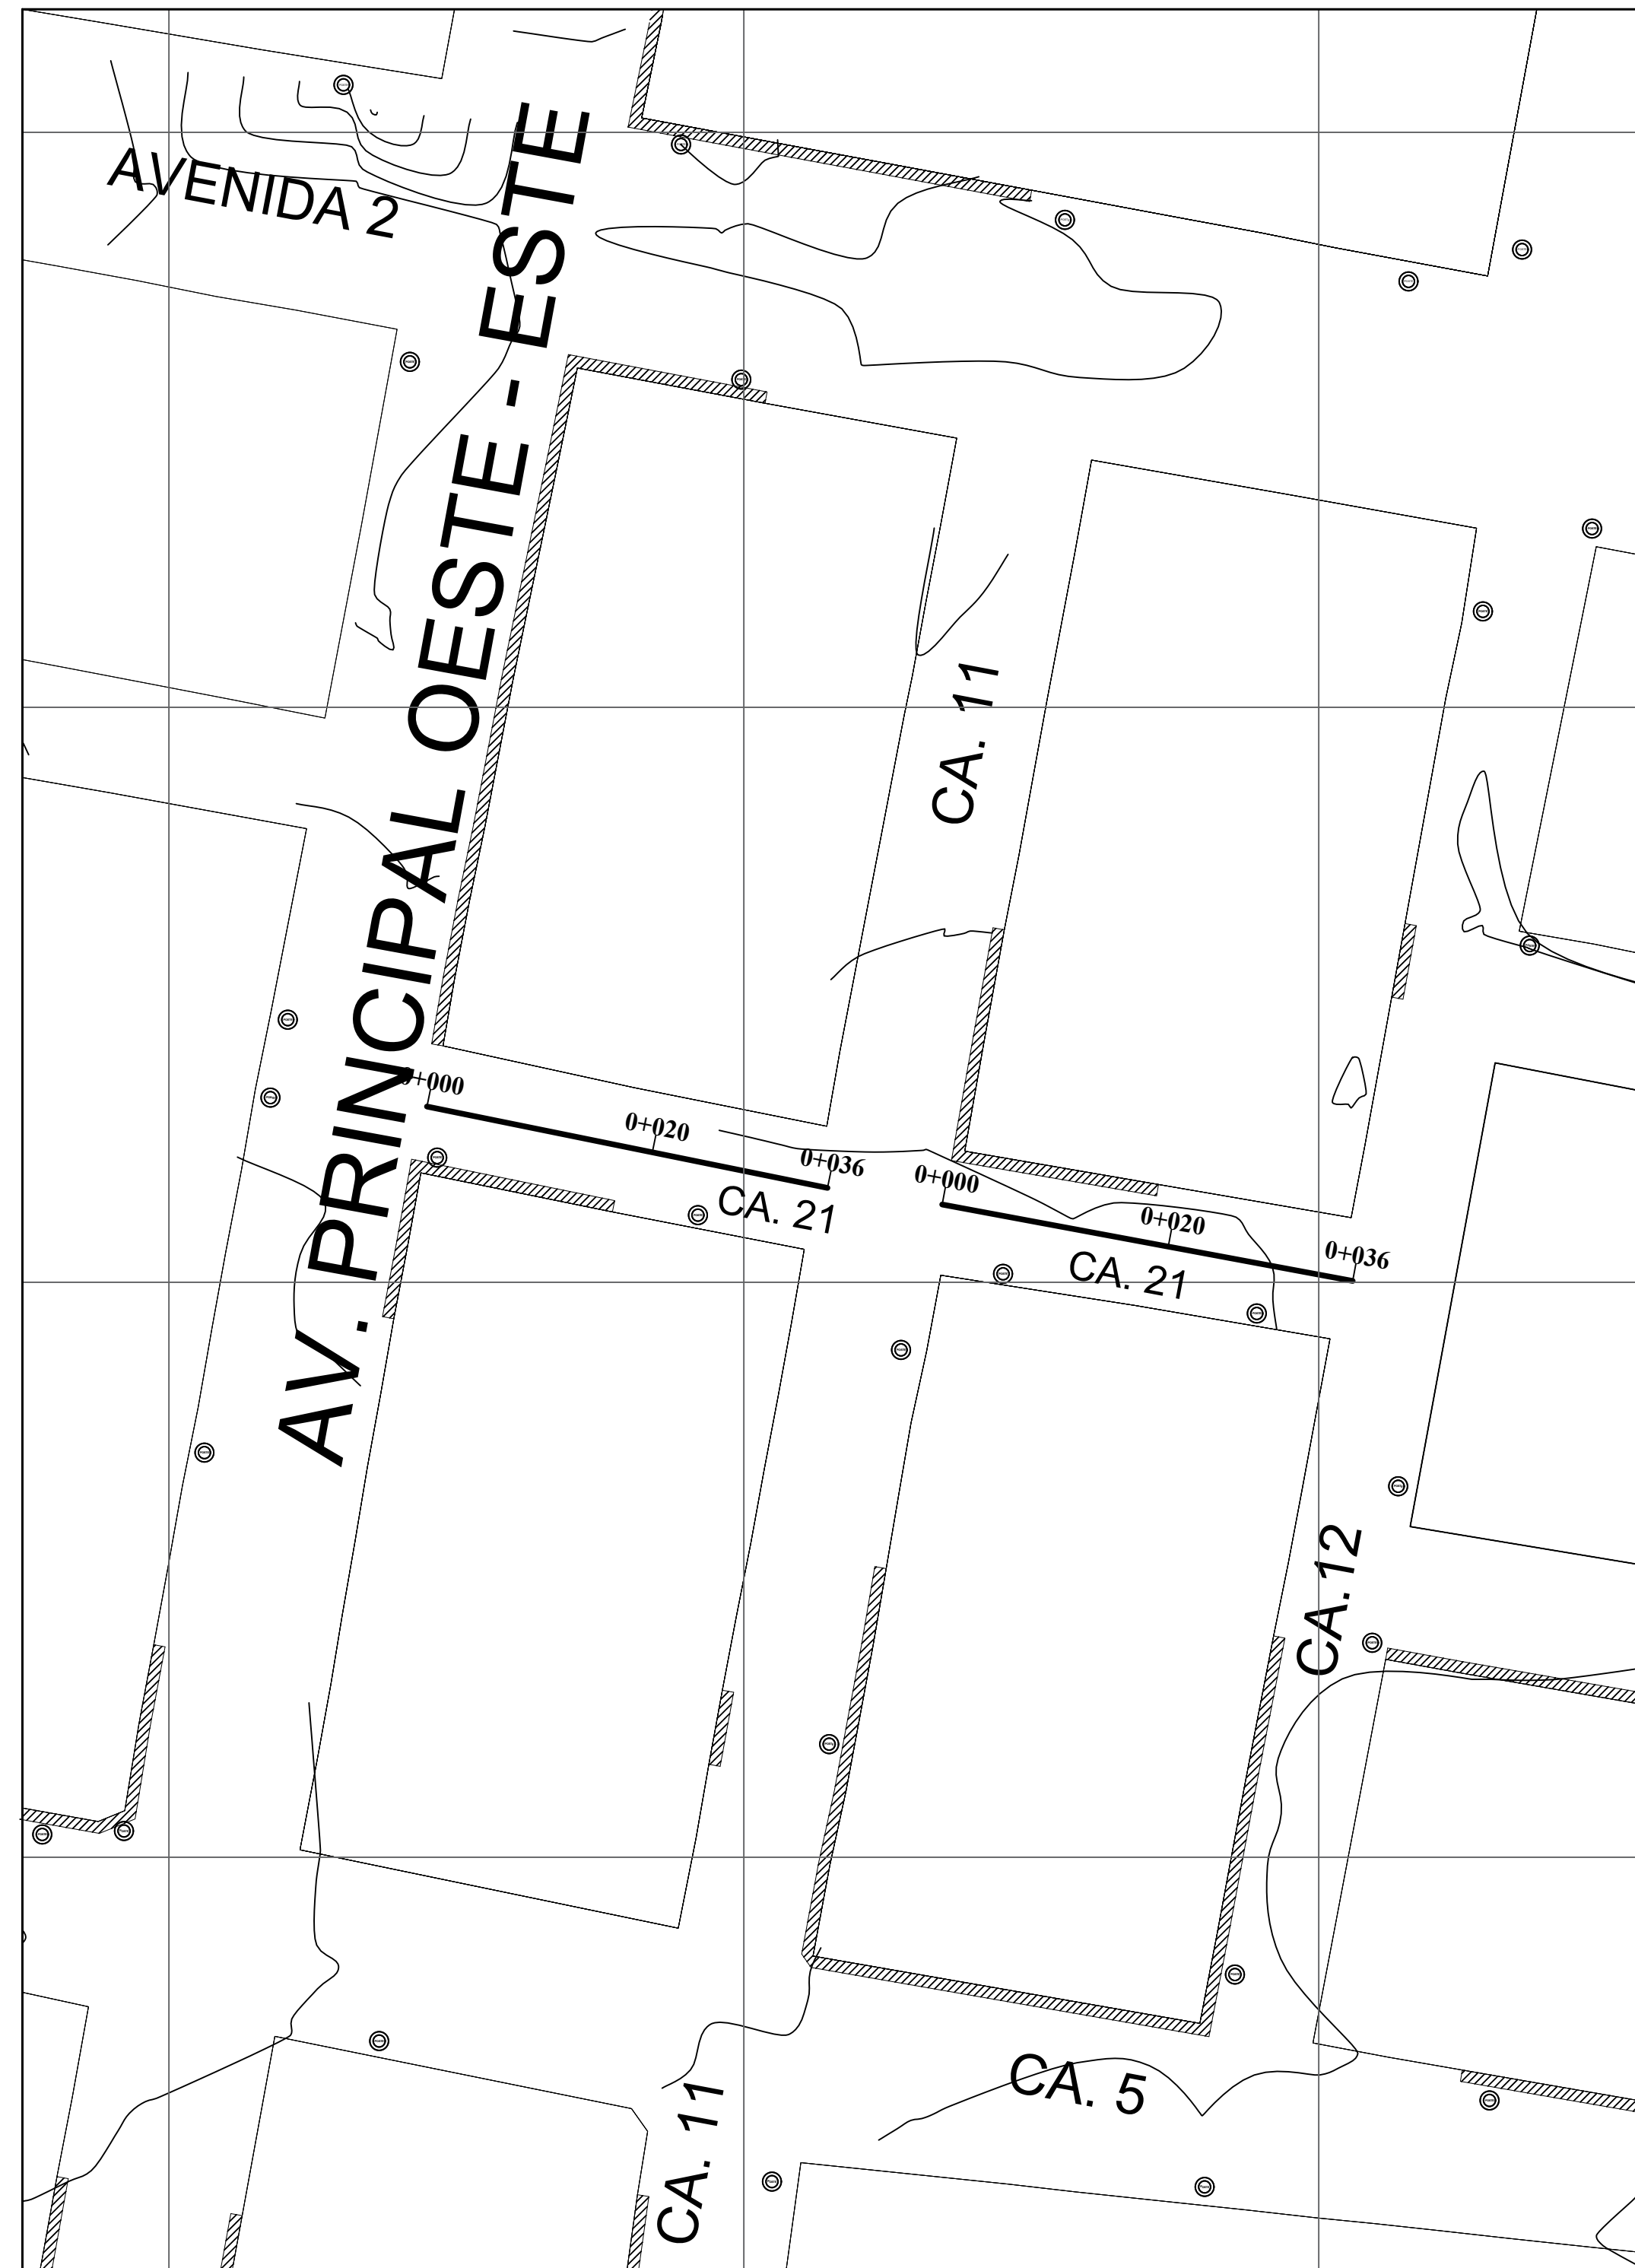 AVENIDA 2
AV. PRINCIPAL OESTE - ESTE
CA. 11
0+000
0+020
0+036
CA. 21
0+000
0+020
0+036
CA. 21
CA. 12
CA. 5
CA. 11